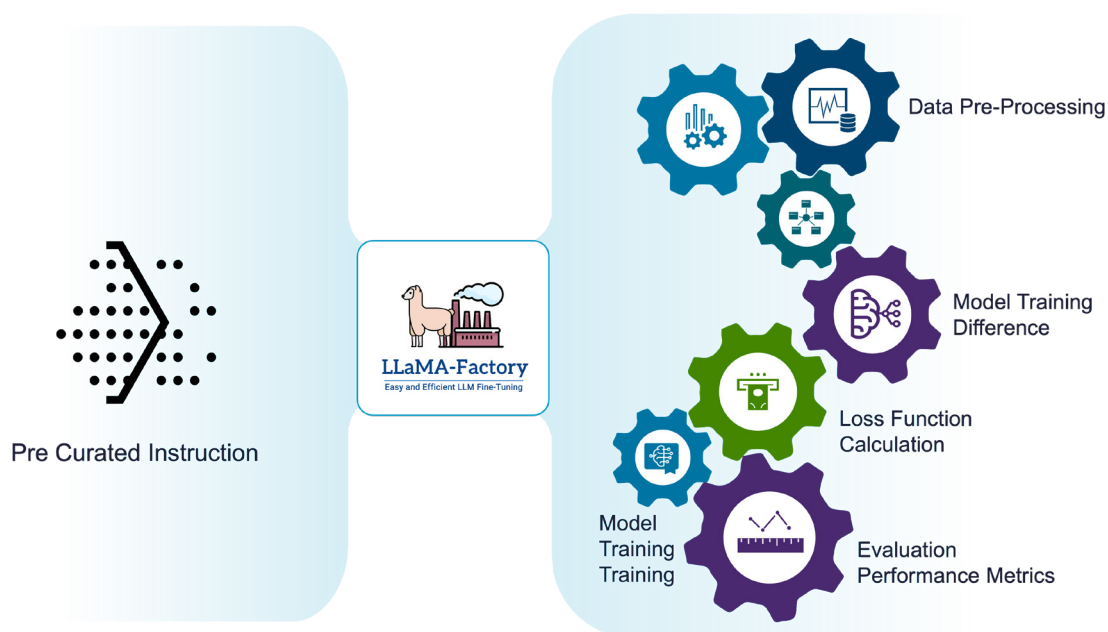 Data Pre-Processing
Model Training
Difference
LLaMA-Factory
Easy and Efficient LLM Fine-Tuning
Loss Function
Calculation
Pre Curated Instruction
Model
Training
Training
Evaluation
Performance Metrics